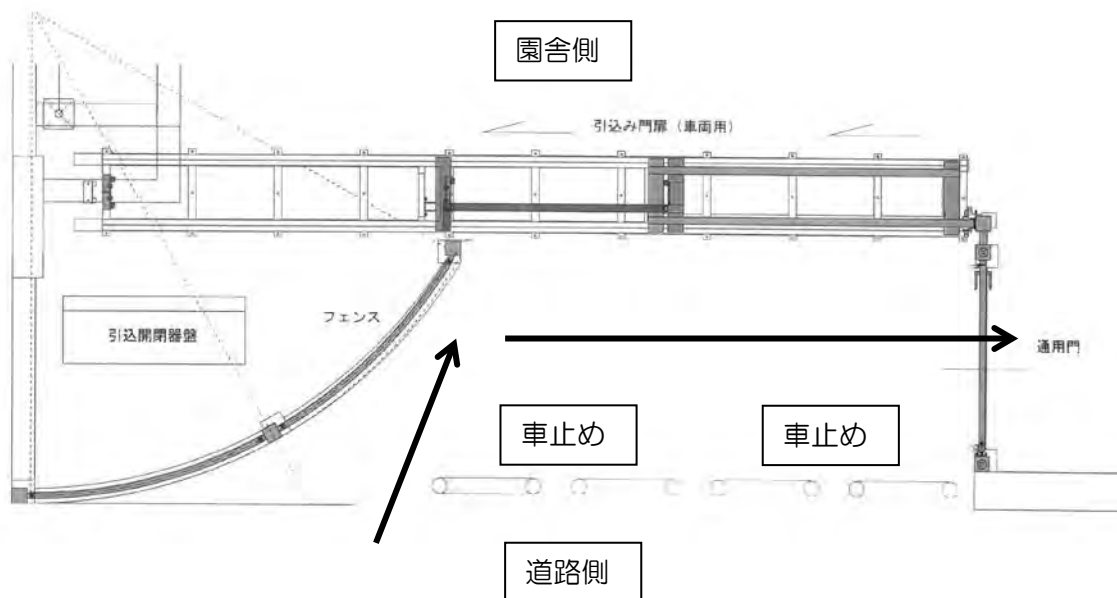 園舎側
引込み門扉（車両用）
フェンス
引込開閉器盤
通用門
車止め
車止め
道路側